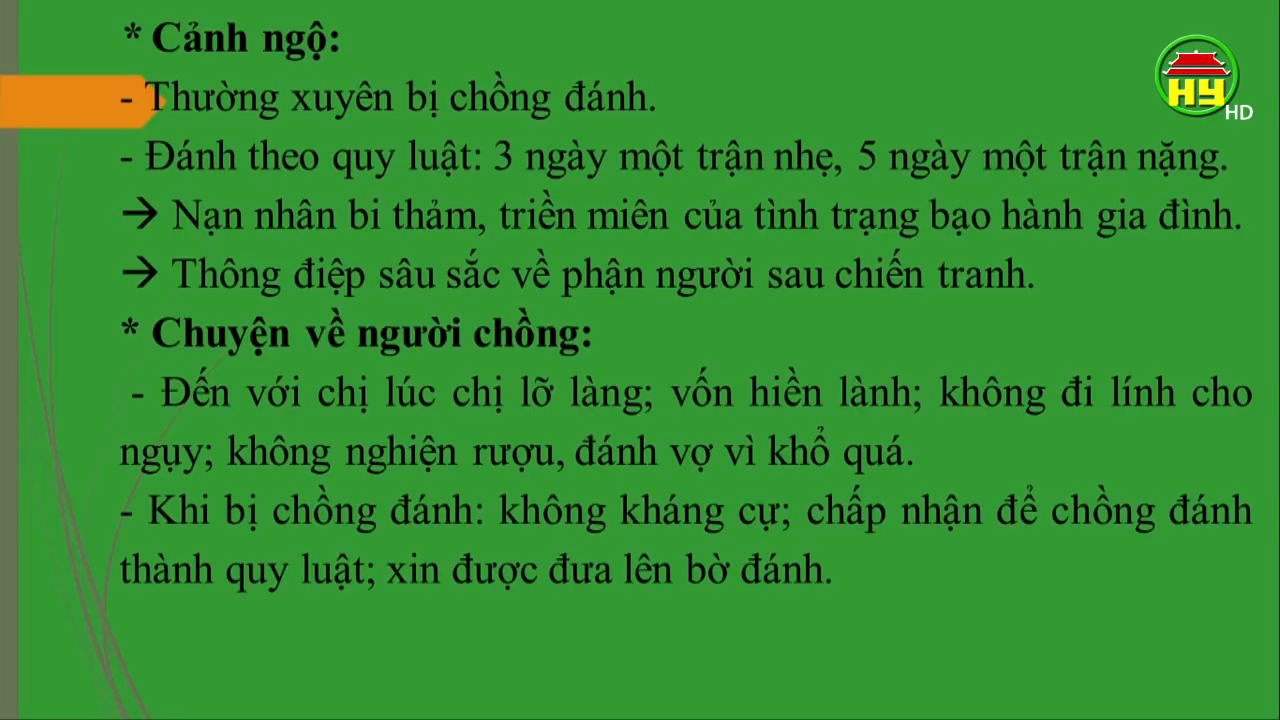 * Cảnh ngộ:
- Thường xuyên bị chồng đánh.
- Đánh theo quy luật: 3 ngày một trận nhẹ, 5 ngày một trận nặng.
→ Nạn nhân bi thảm, triền miên của tình trạng bạo hành gia đình.
→ Thông điệp sâu sắc về phận người sau chiến tranh.
* Chuyện về người chồng:
- Đến với chị lúc chị lỡ làng; vốn hiền lành; không đi lính cho
ngụy; không nghiện rượu, đánh vợ vì khổ quá.
- Khi bị chồng đánh: không kháng cự; chấp nhận để chồng đánh
thành quy luật; xin được đưa lên bờ đánh.
HY
HD